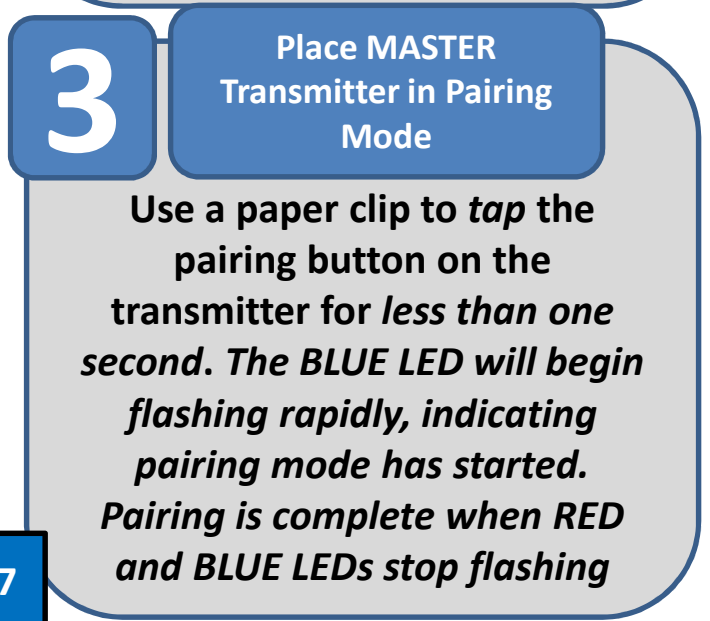 3
Place MASTER
Transmitter in Pairing
Mode
Use a paper clip to tap the
pairing button on the
transmitter for less than one
second. The BLUE LED will begin
flashing rapidly, indicating
pairing mode has started.
Pairing is complete when RED
and BLUE LEDs stop flashing
7